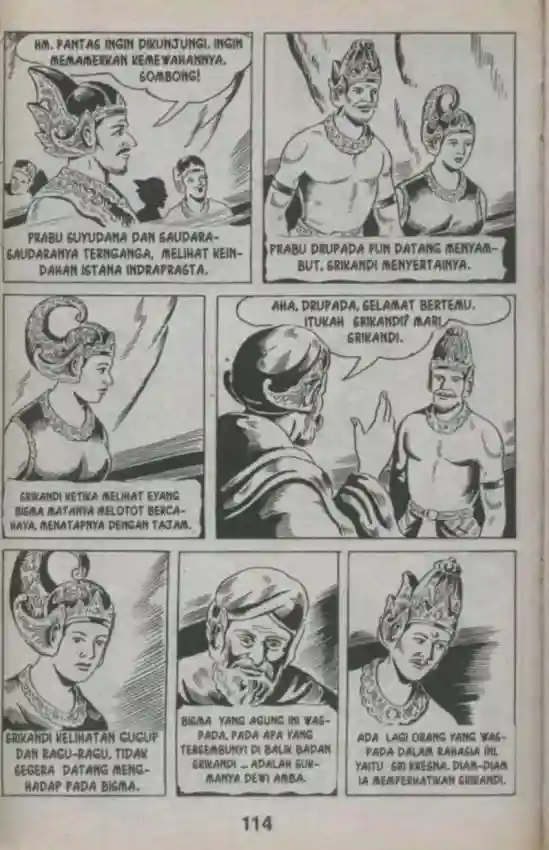 HM, PANTAS INGIN DIKUNJUNGI. INGIN
MEMAMERKAN KEMEWAHANNYA.
SOMBONG!
PRABU SUYUDANA DAN SAUDARA-
SAUDARANYA TERNGANGA, MELIHAT KEIN-
DAHAN ISTANA INDRAPRASTA.
PRABU DRUPADA PUN DATANG MENYAM-
BUT. SRIKANDI MENYERTAINYA.
SRIKANDI KETIKA MELIHAT EYANG
BISMA MATANYA MELOTOT BERCA-
HAYA, MENATAPNYA DENGAN TAJAM.
AHA, DRUPADA, SELAMAT BERTEMU.
ITUKAH SRIKANDI? MARI,
SRIKANDI.
SRIKANDI KELIHATAN GUGUP
DAN RAGU-RAGU. TIDAK
SEGERA DATANG MENG-
HADAP PADA BISMA.
BISMA YANG AGUNG INI WAS-
PADA, PADA APA YANG
TERSEMBUNYI DI BALIK BADAN
SRIKANDI ... ADALAH SUK-
MANYA DEWI AMBA.
ADA LAGI ORANG YANG WAS-
PADA DALAM RAHASIA INI,
YAITU SRI KRESNA. DIAM-DIAM
IA MEMPERHATIKAN SRIKANDI.
114